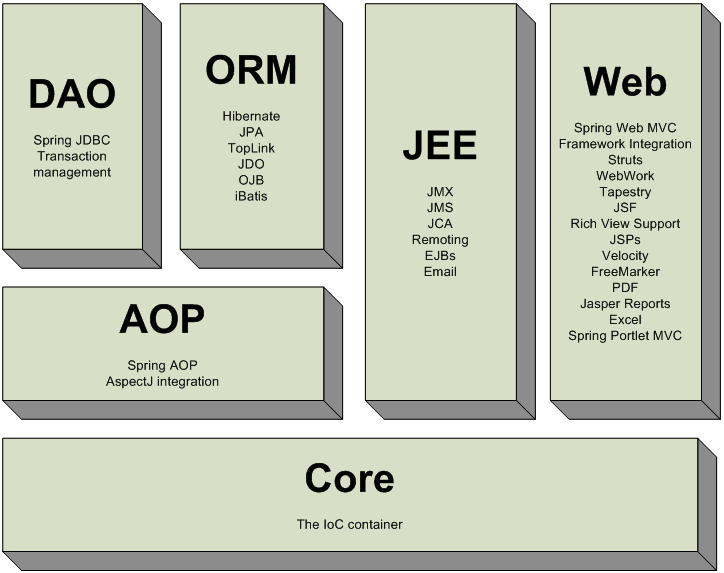 DAO
Spring JDBC
Transaction
management
ORM
Hibernate
JPA
TopLink
JDO
OJB
iBatis
JEE
JMX
JMS
JCA
Remoting
EJBs
Email
Web
Spring Web MVC
Framework Integration
Struts
WebWork
Tapestry
JSF
Rich View Support
JSPs
Velocity
FreeMarker
PDF
Jasper Reports
Excel
Spring Portlet MVC
AOP
Spring AOP
AspectJ integration
Core
The IoC container